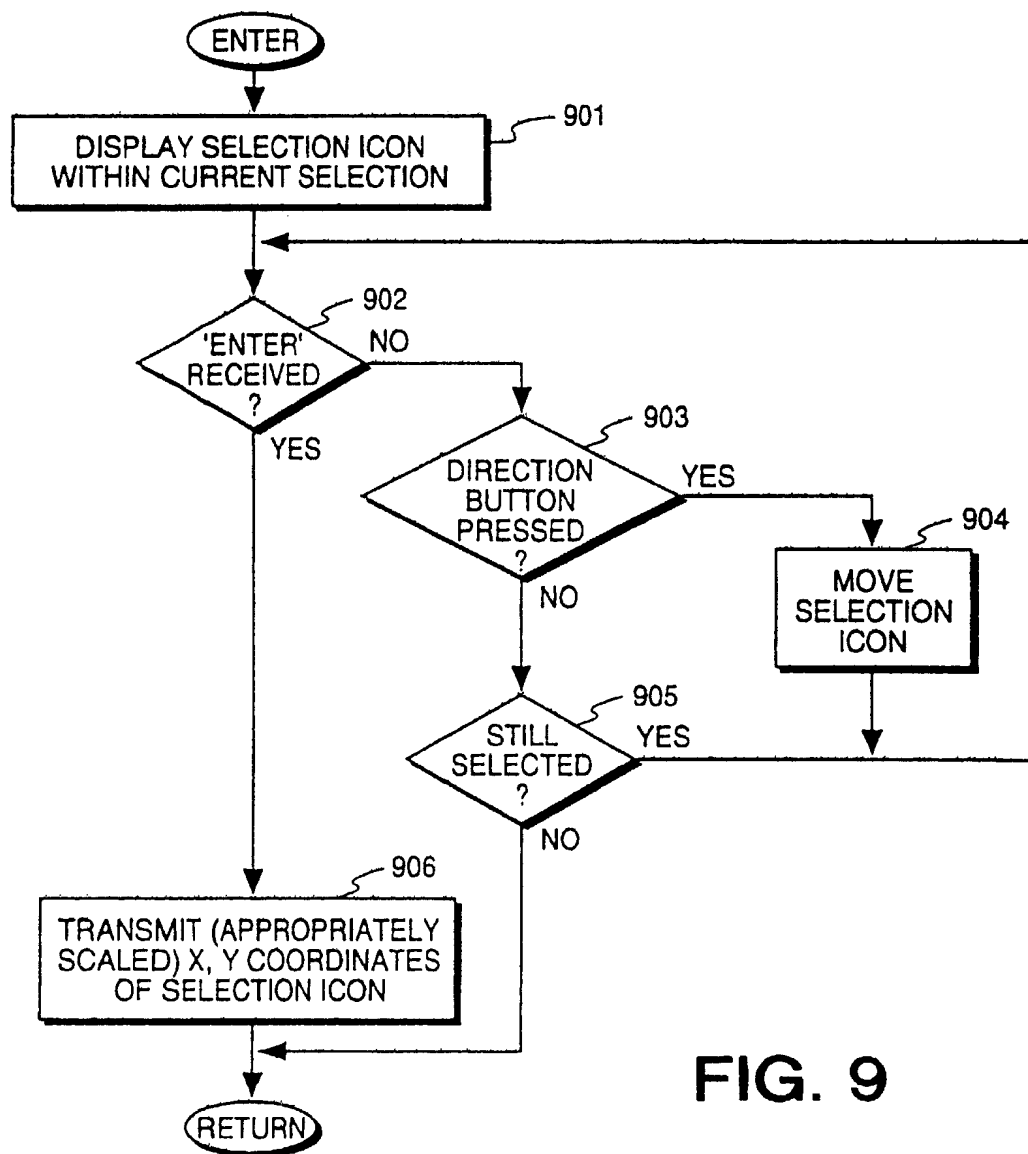 ENTER
901
DISPLAY SELECTION ICON
WITHIN CURRENT SELECTION
902
'ENTER'
RECEIVED
?
NO
YES
903
DIRECTION
BUTTON
PRESSED
?
YES
NO
904
MOVE
SELECTION
ICON
905
STILL
SELECTED
?
YES
NO
906
TRANSMIT (APPROPRIATELY
SCALED) X, Y COORDINATES
OF SELECTION ICON
RETURN
FIG. 9